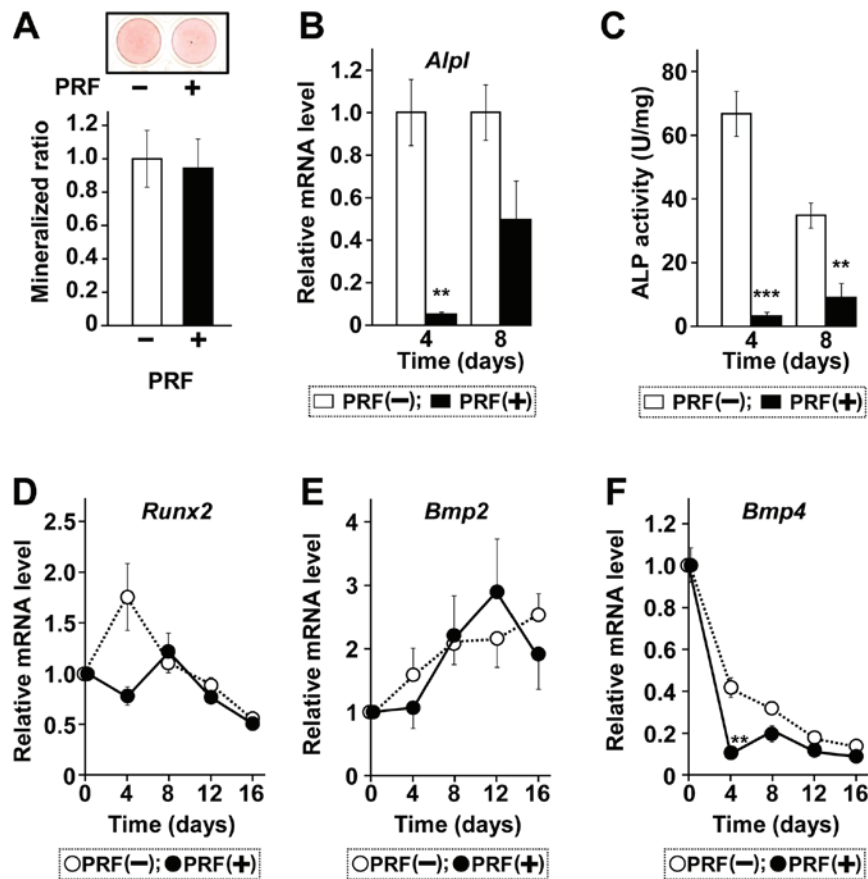 A
PRF − +
Mineralized ratio
1.2
1.0
0.8
0.6
0.4
0.2
0
− +
PRF
B
Alpl
Relative mRNA level
1.2
1.0
0.8
0.6
0.4
0.2
0
**
4 8
Time (days)
PRF(−); PRF(+)
C
ALP activity (U/mg)
80
60
40
20
0
*** **
4 8
Time (days)
PRF(−); PRF(+)
D
Runx2
Relative mRNA level
2.5
2.0
1.5
1.0
0.5
0
0 4 8 12 16
Time (days)
PRF(−); PRF(+)
E
Bmp2
Relative mRNA level
4
3
2
1
0
0 4 8 12 16
Time (days)
PRF(−); PRF(+)
F
Bmp4
Relative mRNA level
1.2
1.0
0.8
0.6
0.4
0.2
0
**
0 4 8 12 16
Time (days)
PRF(−); PRF(+)